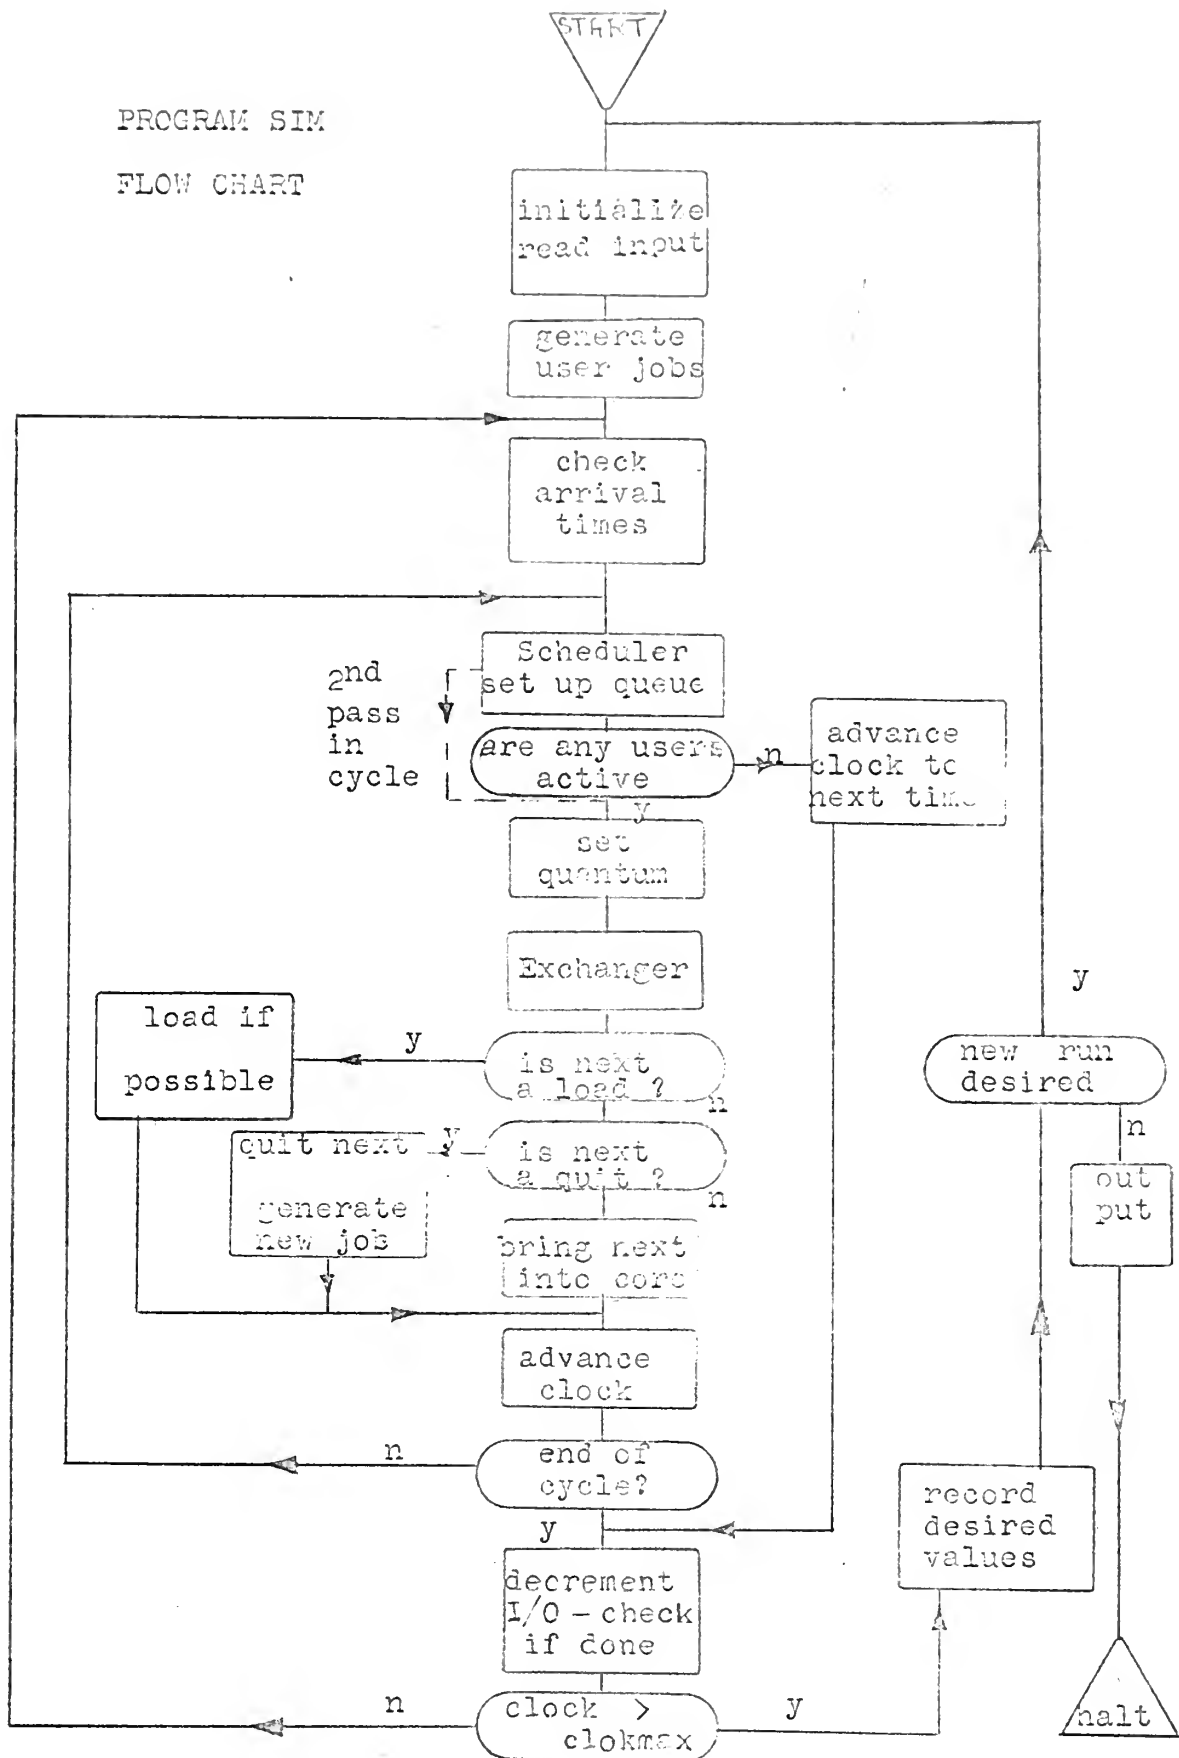 START
PROGRAM SIM
FLOW CHART
initialize
read input
generate
user jobs
check
arrival
times
Scheduler
set up queue
2nd
pass
in
cycle
are any users
active
n
y
advance
clock to
next time
set
quantum
Exchanger
load if
possible
y
is next
a load ?
n
quit next
generate
new job
y
is next
a quit ?
n
bring next
into core
advance
clock
n
end of
cycle?
y
decrement
I/O - check
if done
n
clock >
clokmax
y
record
desired
values
y
new run
desired
n
out
put
halt